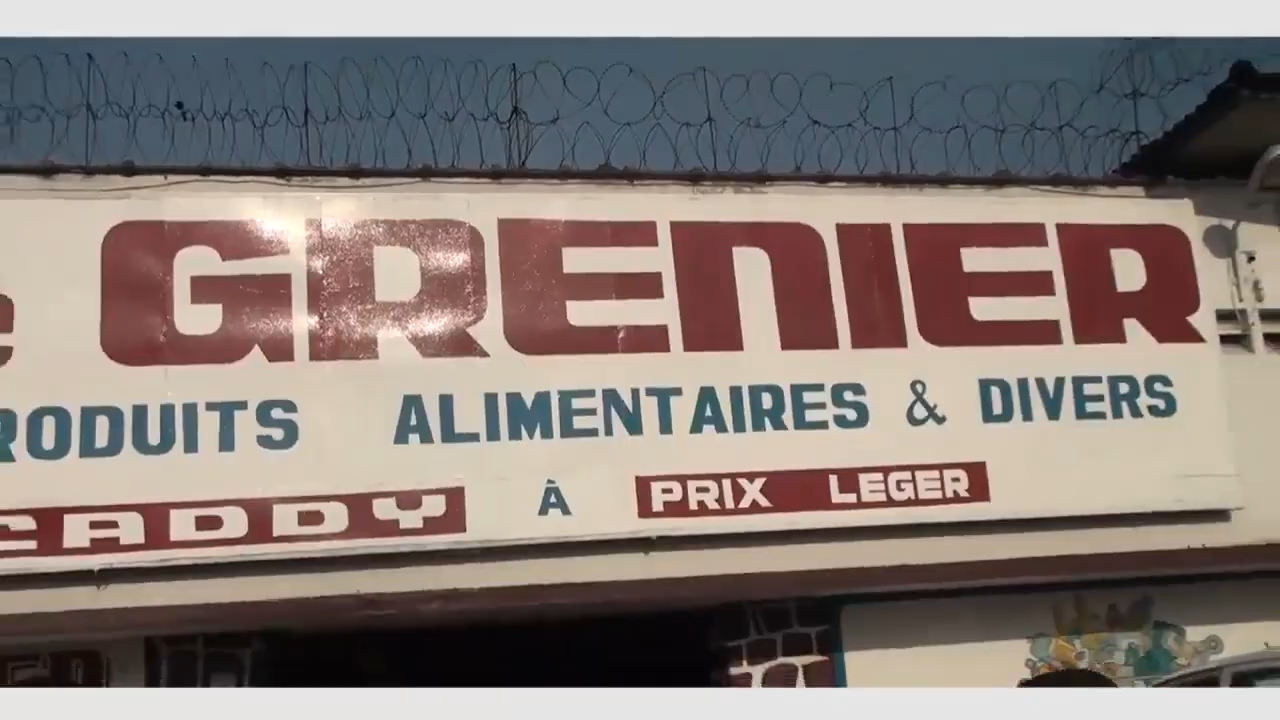 e GRENIER
RODUITS ALIMENTAIRES & DIVERS
CADDY À PRIX LEGER